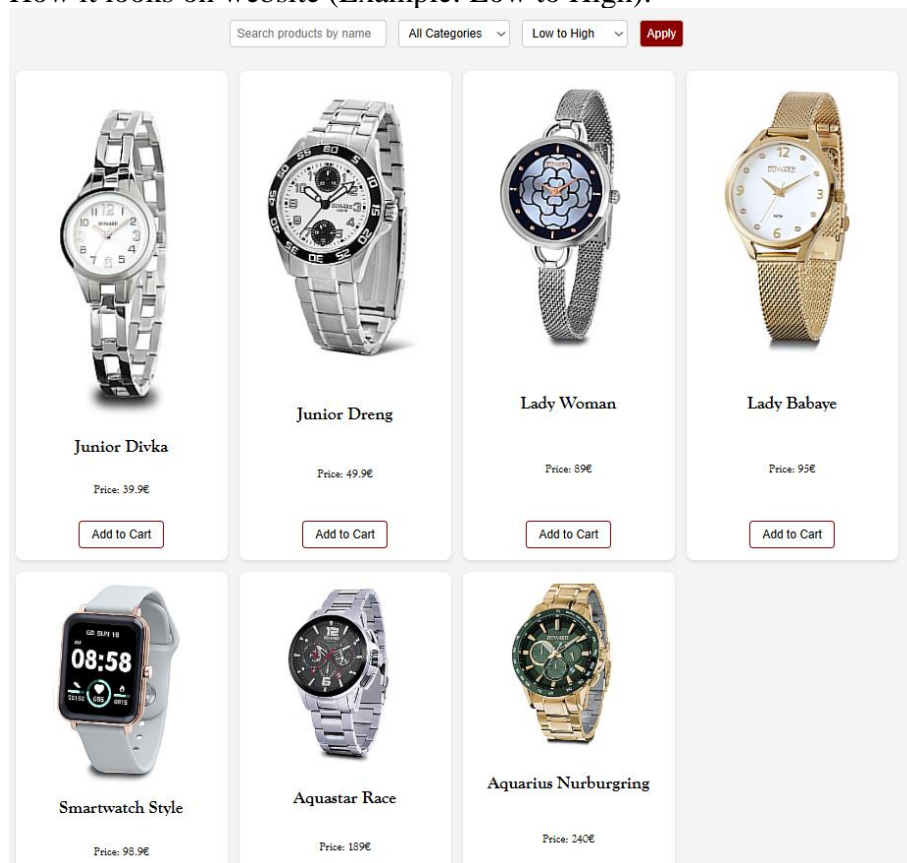 How it looks on website (Example: Low to High):
Search products by name All Categories Low to High Apply
Junior Divka
Price: 39.9€
Add to Cart
Junior Dreng
Price: 49.9€
Add to Cart
Lady Woman
Price: 89€
Add to Cart
Lady Babaye
Price: 95€
Add to Cart
08:58
Smartwatch Style
Price: 98.9€
Aquastar Race
Price: 189€
Aquarius Nurburgring
Price: 240€